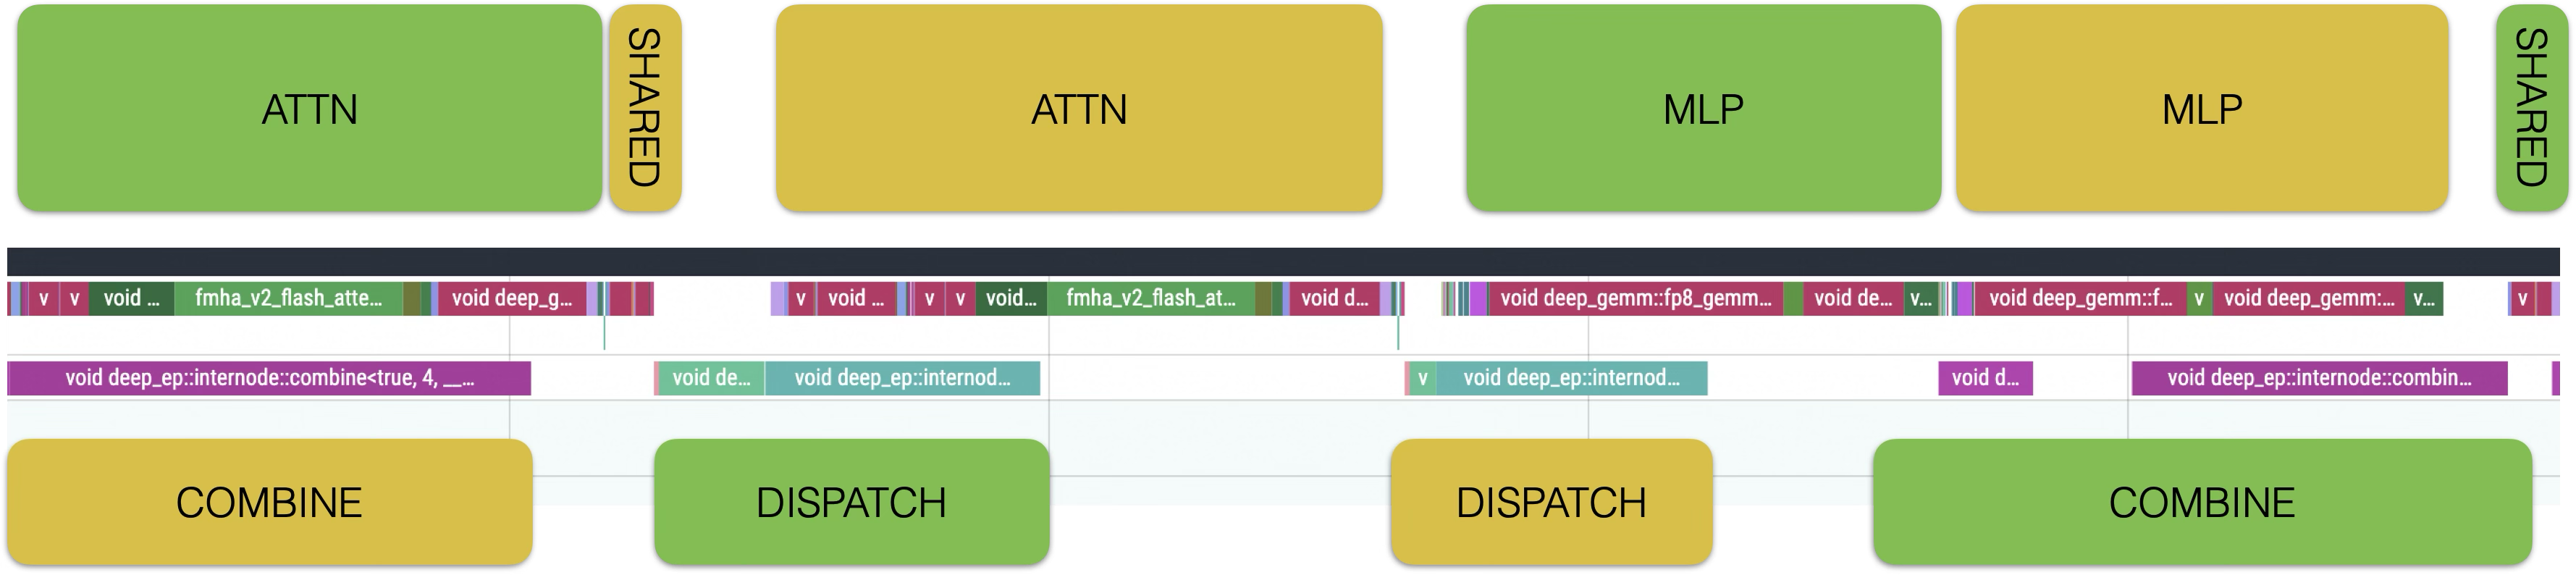 ATTN
SHARED
ATTN
MLP
MLP
SHARED
v v void ... fmha_v2_flash_atte... void deep_g... v void ... v v void... fmha_v2_flash_at... void d... void deep_gemm::fp8_gemm... void de... v... void deep_gemm::f... v void deep_gemm:... v... v
void deep_ep::internode::combine<true, 4, __... void de... void deep_ep::internod... v void deep_ep::internod... void d... void deep_ep::internode::combin...
COMBINE
DISPATCH
DISPATCH
COMBINE